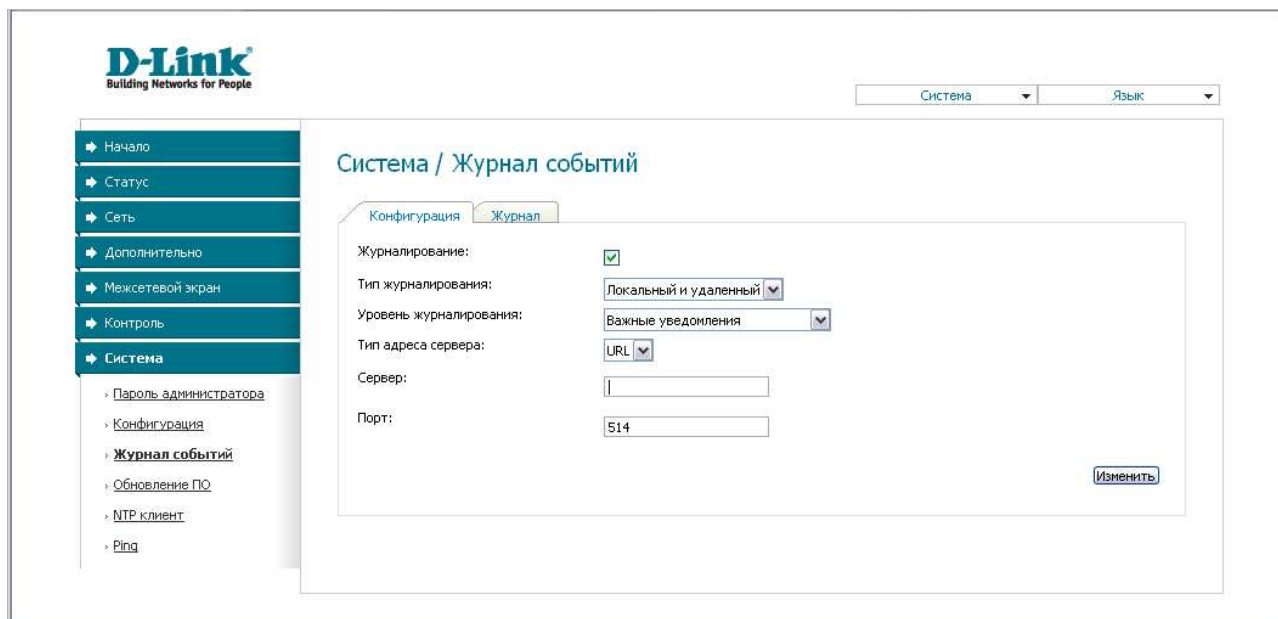 D-Link
Building Networks for People
Система
Язык
Начало
Статус
Сеть
Дополнительно
Межсетевой экран
Контроль
Система
Пароль администратора
Конфигурация
Журнал событий
Обновление ПО
NTP клиент
Ping
Система / Журнал событий
Конфигурация
Журнал
Журналирование:
Тип журналирования: Локальный и удаленный
Уровень журналирования: Важные уведомления
Тип адреса сервера: URL
Сервер:
Порт: 514
Изменить